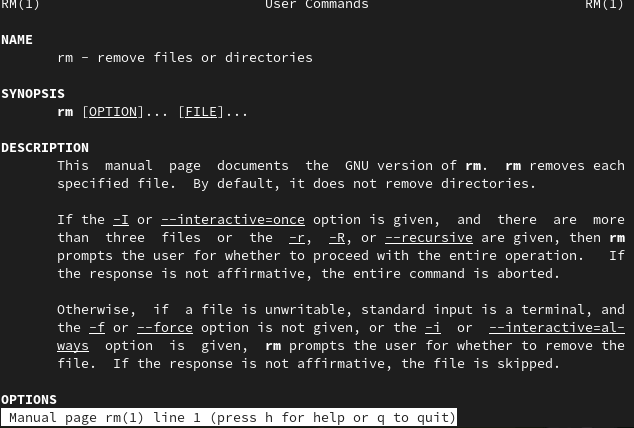 RM(1) User Commands RM(1)
NAME
rm - remove files or directories
SYNOPSIS
rm [OPTION]... [FILE]...
DESCRIPTION
This manual page documents the GNU version of rm. rm removes each
specified file. By default, it does not remove directories.
If the -I or --interactive=once option is given, and there are more
than three files or the -r, -R, or --recursive are given, then rm
prompts the user for whether to proceed with the entire operation. If
the response is not affirmative, the entire command is aborted.
Otherwise, if a file is unwritable, standard input is a terminal, and
the -f or --force option is not given, or the -i or --interactive=al-
ways option is given, rm prompts the user for whether to remove the
file. If the response is not affirmative, the file is skipped.
OPTIONS
Manual page rm(1) line 1 (press h for help or q to quit)